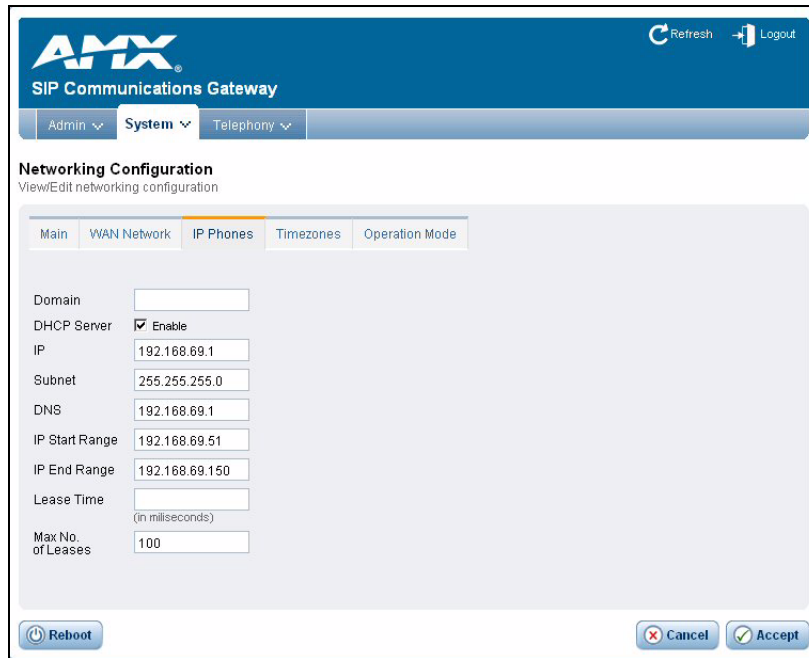 AMX®
Refresh
Logout
SIP Communications Gateway
Admin
System
Telephony
Networking Configuration
View/Edit networking configuration
Main
WAN Network
IP Phones
Timezones
Operation Mode
Domain
DHCP Server Enable
IP 192.168.69.1
Subnet 255.255.255.0
DNS 192.168.69.1
IP Start Range 192.168.69.51
IP End Range 192.168.69.150
Lease Time
(in miliseconds)
Max No.
of Leases 100
Reboot
Cancel
Accept